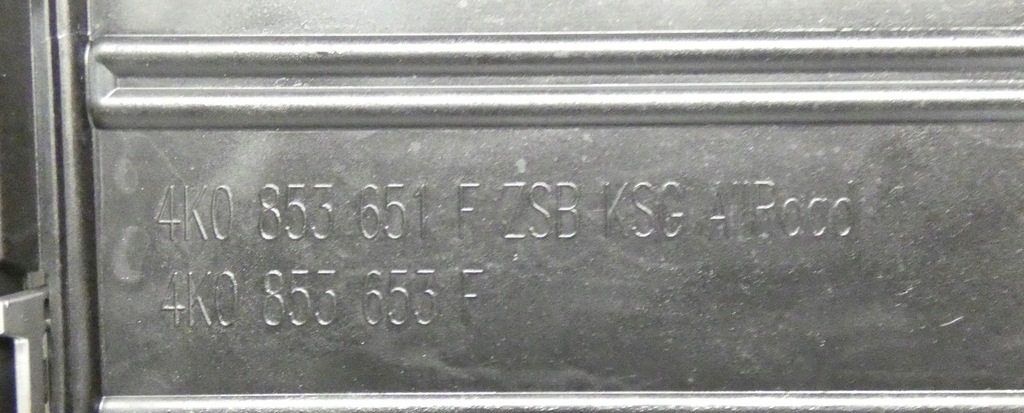 4K0 853 651 F ZSB KSG AllRoad
4K0 853 653 F